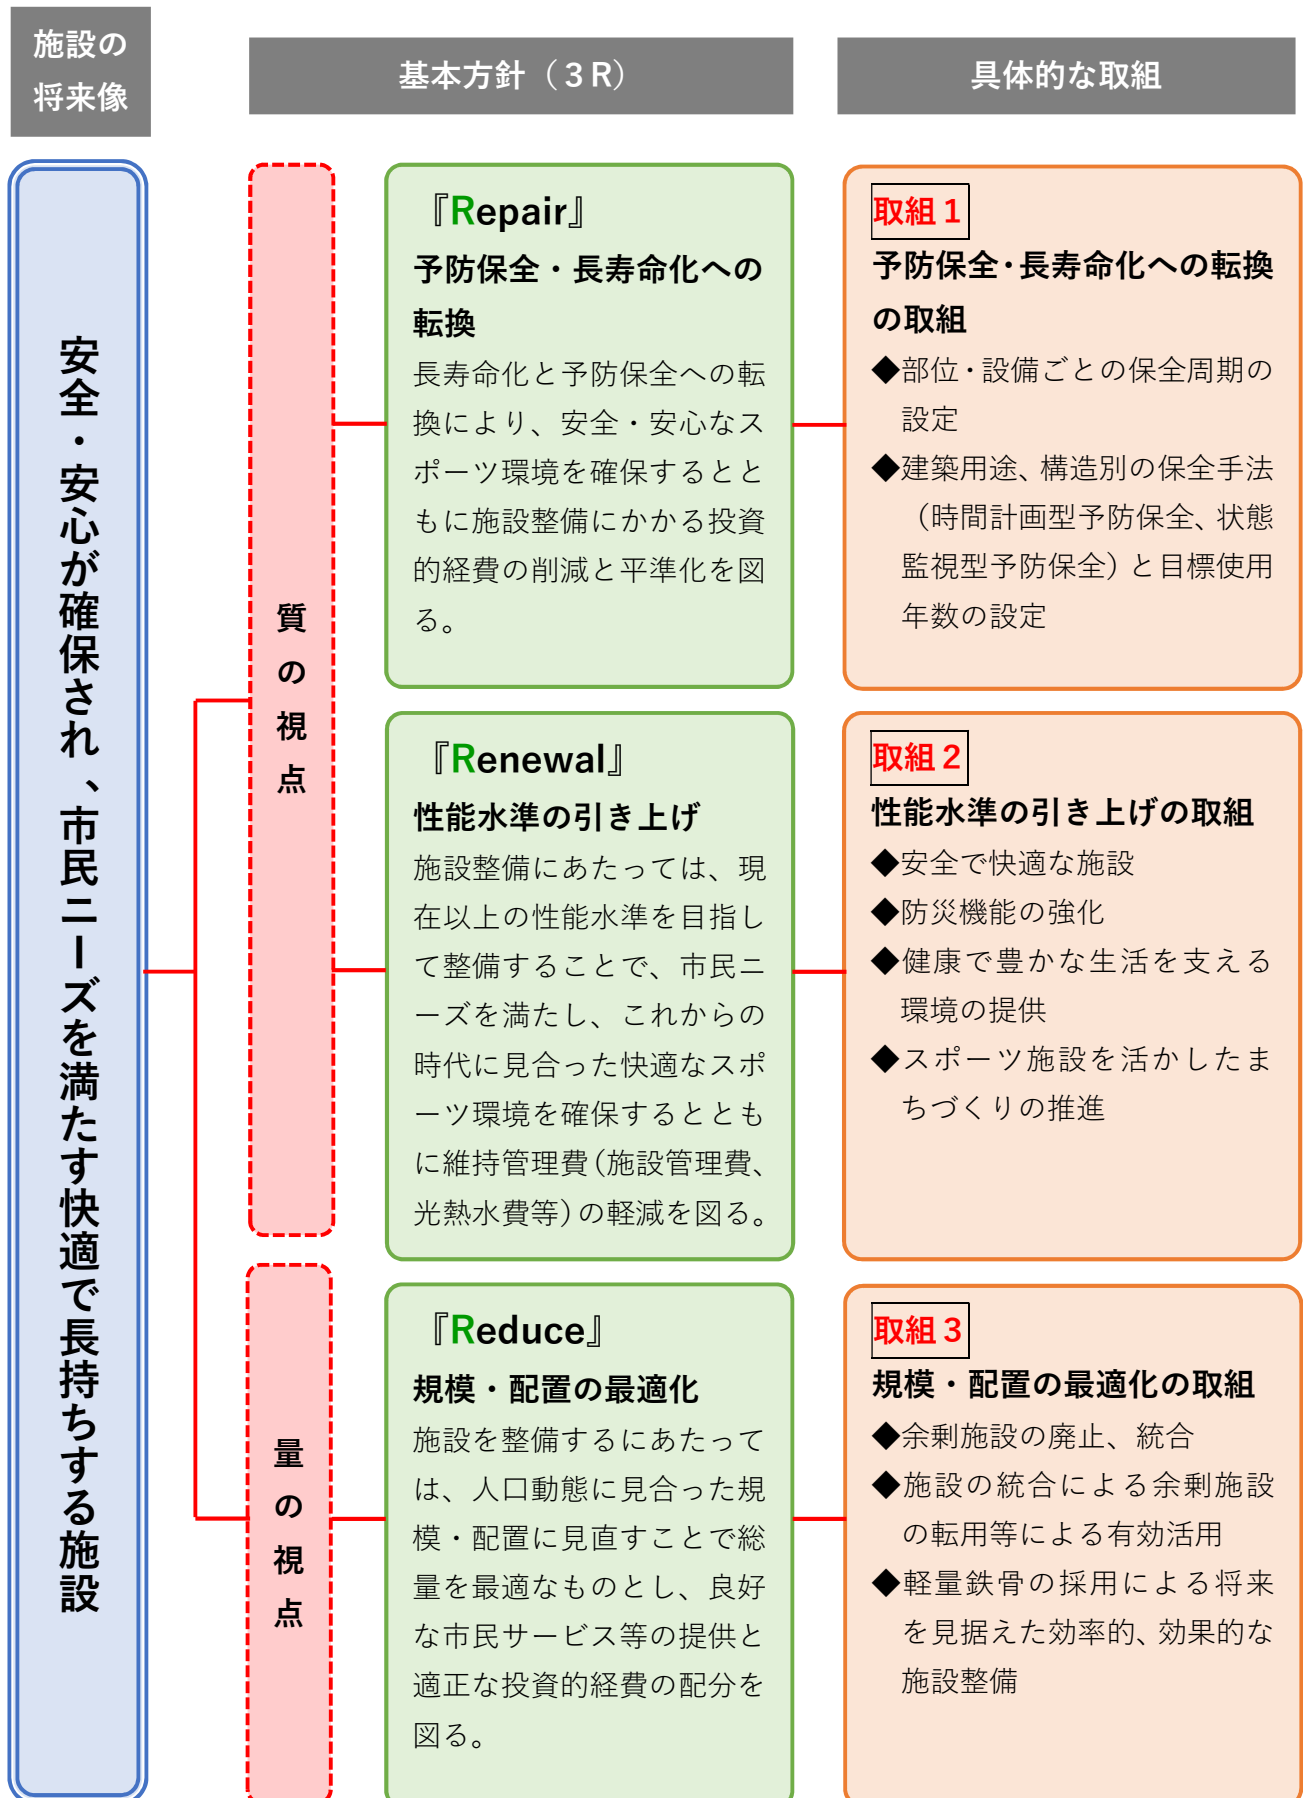 施設の
将来像
基本方針（３Ｒ）
具体的な取組
安全・安心が確保され、市民ニーズを満たす快適で長持ちする施設
質の視点
『Repair』
予防保全・長寿命化への
転換
長寿命化と予防保全への転
換により、安全・安心なス
ポーツ環境を確保するとと
もに施設整備にかかる投資
的経費の削減と平準化を図
る。
取組１
予防保全・長寿命化への転換
の取組
◆部位・設備ごとの保全周期の
設定
◆建築用途、構造別の保全手法
（時間計画型予防保全、状態
監視型予防保全）と目標使用
年数の設定
『Renewal』
性能水準の引き上げ
施設整備にあたっては、現
在以上の性能水準を目指し
て整備することで、市民ニ
ーズを満たし、これからの
時代に見合った快適なスポ
ーツ環境を確保するととも
に維持管理費（施設管理費、
光熱水費等）の軽減を図る。
取組２
性能水準の引き上げの取組
◆安全で快適な施設
◆防災機能の強化
◆健康で豊かな生活を支える
環境の提供
◆スポーツ施設を活かしたま
ちづくりの推進
量の視点
『Reduce』
規模・配置の最適化
施設を整備するにあたって
は、人口動態に見合った規
模・配置に見直すことで総
量を最適なものとし、良好
な市民サービス等の提供と
適正な投資的経費の配分を
図る。
取組３
規模・配置の最適化の取組
◆余剰施設の廃止、統合
◆施設の統合による余剰施設
の転用等による有効活用
◆軽量鉄骨の採用による将来
を見据えた効率的、効果的な
施設整備